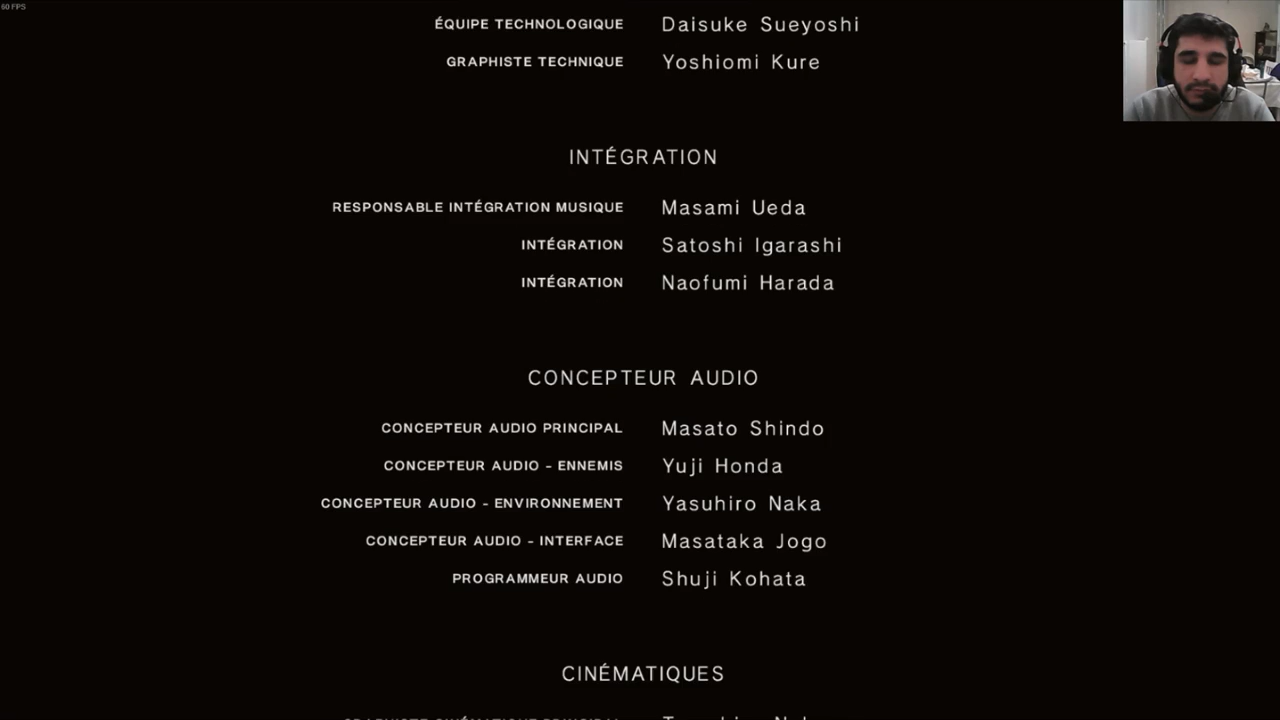 60 FPS
ÉQUIPE TECHNOLOGIQUE Daisuke Sueyoshi
GRAPHISTE TECHNIQUE Yoshiomi Kure
INTÉGRATION
RESPONSABLE INTÉGRATION MUSIQUE Masami Ueda
INTÉGRATION Satoshi Igarashi
INTÉGRATION Naofumi Harada
CONCEPTEUR AUDIO
CONCEPTEUR AUDIO PRINCIPAL Masato Shindo
CONCEPTEUR AUDIO - ENNEMIS Yuji Honda
CONCEPTEUR AUDIO - ENVIRONNEMENT Yasuhiro Naka
CONCEPTEUR AUDIO - INTERFACE Masataka Jogo
PROGRAMMEUR AUDIO Shuji Kohata
CINÉMATIQUES